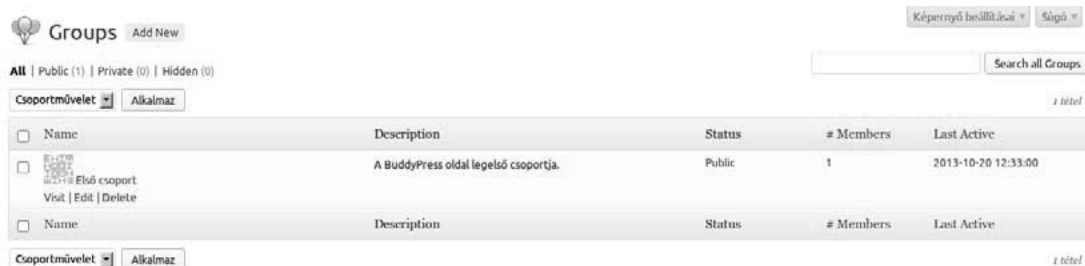 Képernyő beállításai Súgó
Groups Add New
All | Public (1) | Private (0) | Hidden (0)
Search all Groups
Csoportművelet Alkalmaz
1 tétel
Name Description Status # Members Last Active
Első csoport A BuddyPress oldal legelső csoportja. Public 1 2013-10-20 12:33:00
Visit | Edit | Delete
Name Description Status # Members Last Active
Csoportművelet Alkalmaz
1 tétel